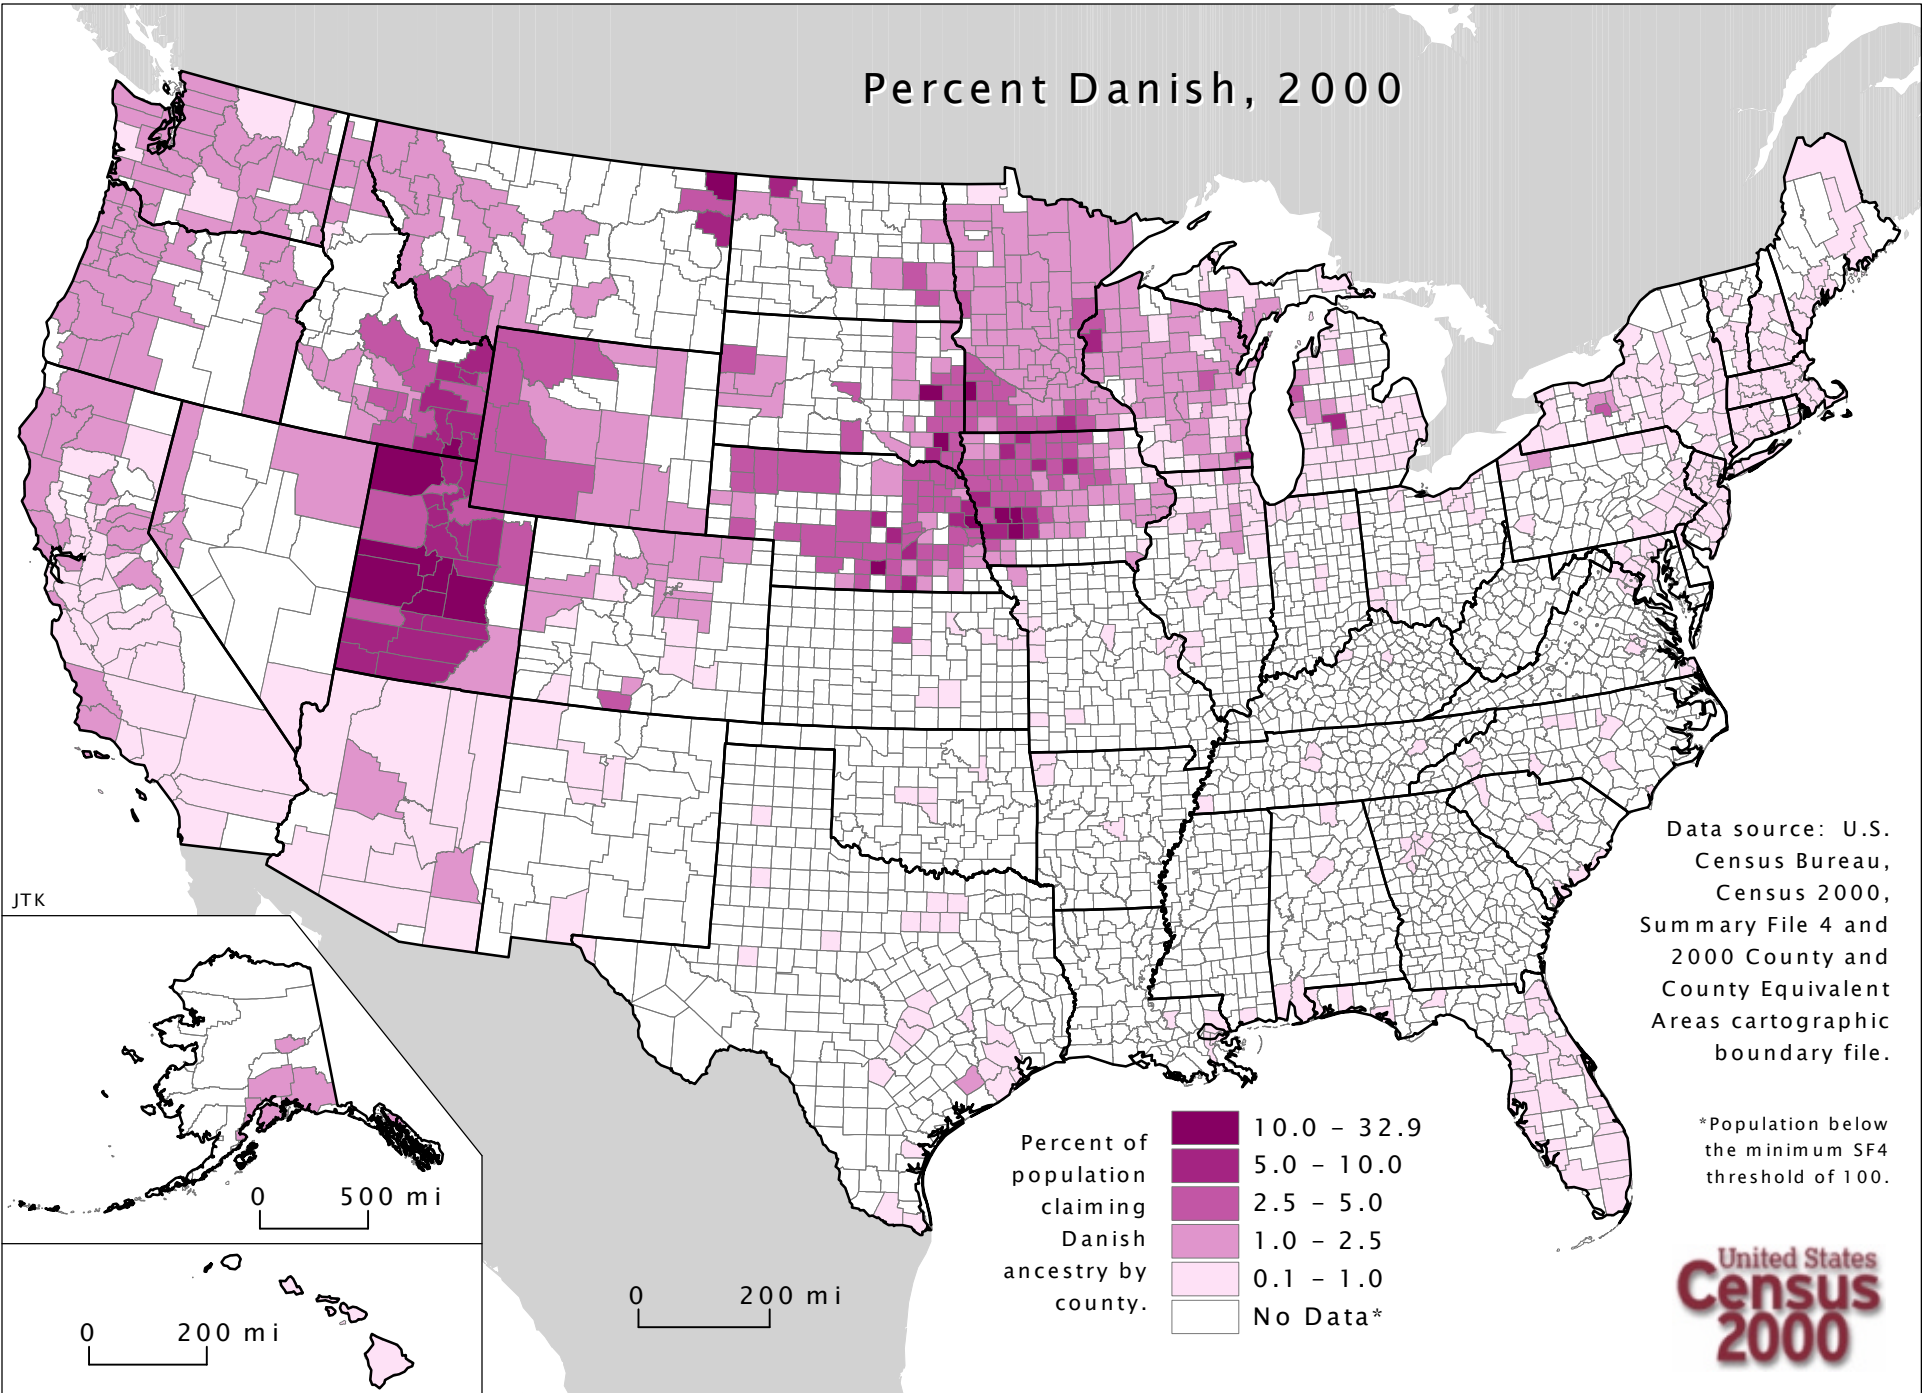 Percent Danish, 2000
Data source: U.S.
Census Bureau,
Census 2000,
Summary File 4 and
2000 County and
County Equivalent
Areas cartographic
boundary file.
JTK
*Population below
the minimum SF4
threshold of 100.
Percent of
population
claiming
Danish
ancestry by
county.
10.0 – 32.9
5.0 – 10.0
2.5 – 5.0
1.0 – 2.5
0.1 – 1.0
No Data*
0 500 mi
0 200 mi
0 200 mi
United States
Census
2000